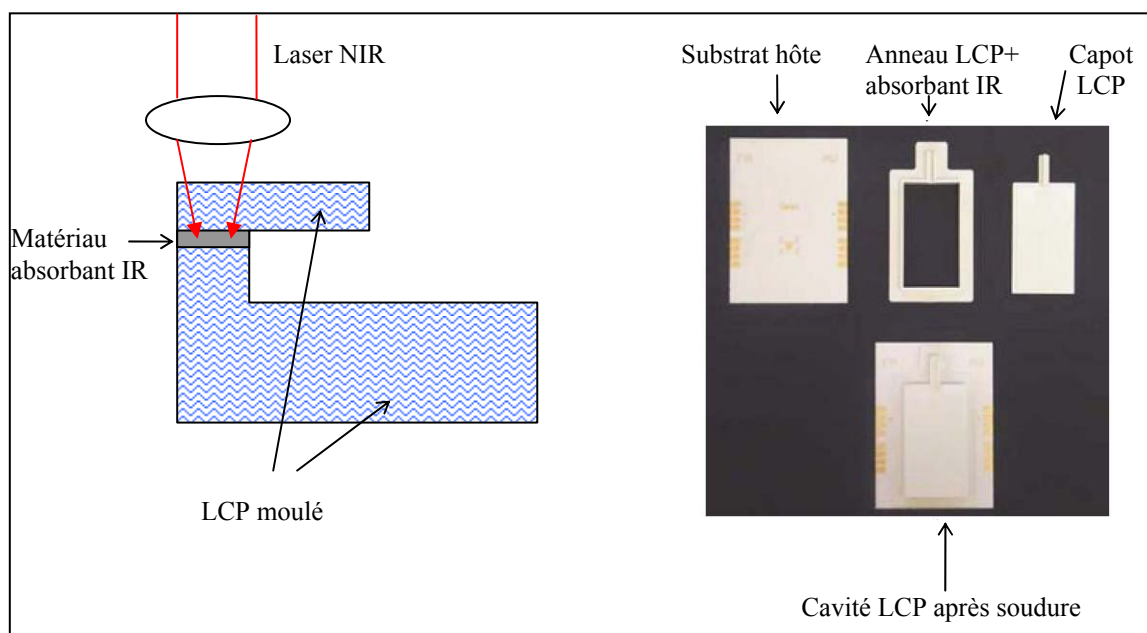 Laser NIR
Matériau
absorbant IR
LCP moulé
Substrat hôte
Anneau LCP+
absorbant IR
Capot
LCP
Cavité LCP après soudure